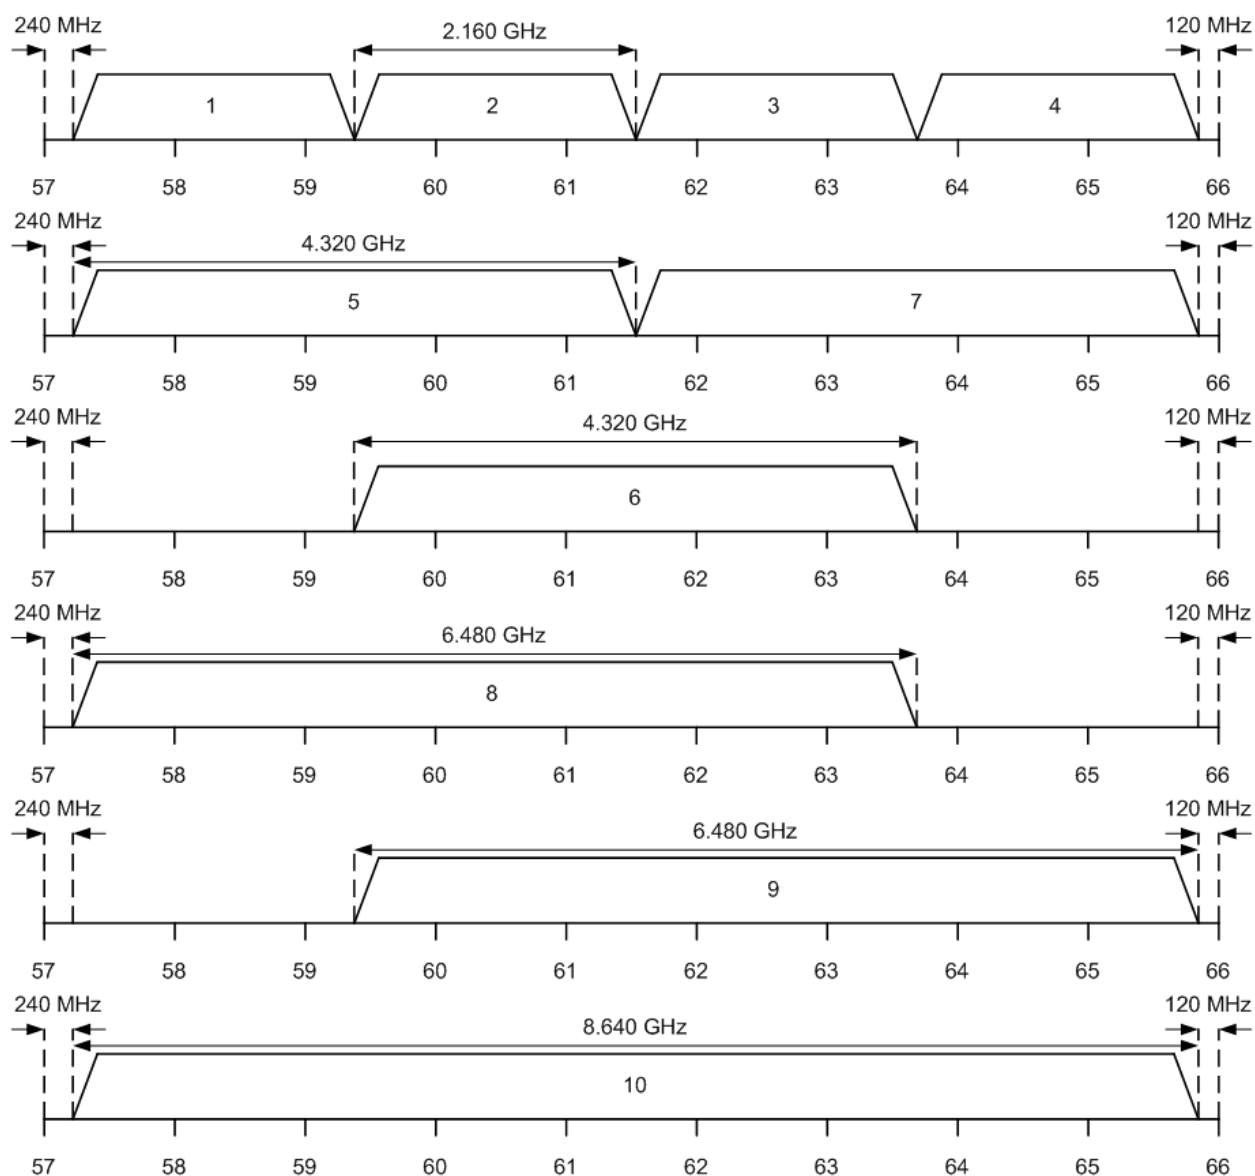 240 MHz 2.160 GHz 120 MHz
1 2 3 4
57 58 59 60 61 62 63 64 65 66
240 MHz 4.320 GHz 120 MHz
5 7
57 58 59 60 61 62 63 64 65 66
240 MHz 4.320 GHz 120 MHz
6
57 58 59 60 61 62 63 64 65 66
240 MHz 6.480 GHz 120 MHz
8
57 58 59 60 61 62 63 64 65 66
240 MHz 6.480 GHz 120 MHz
9
57 58 59 60 61 62 63 64 65 66
240 MHz 8.640 GHz 120 MHz
10
57 58 59 60 61 62 63 64 65 66